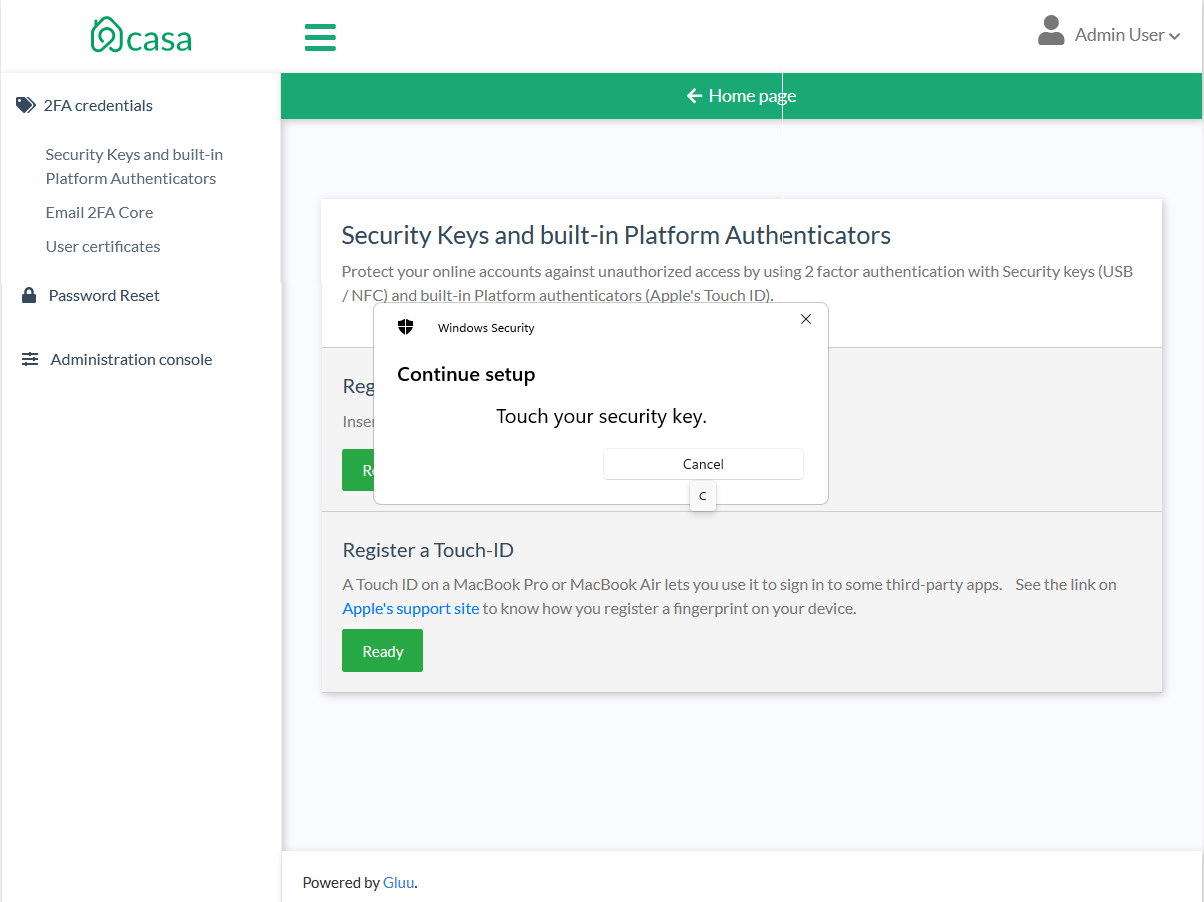 casa
Admin User
Home page
2FA credentials
Security Keys and built-in
Platform Authenticators
Email 2FA Core
User certificates
Password Reset
Administration console
Security Keys and built-in Platform Authenticators
Protect your online accounts against unauthorized access by using 2 factor authentication with Security keys (USB
/ NFC) and built-in Platform authenticators (Apple's Touch ID).
Windows Security
Continue setup
Touch your security key.
Cancel
C
Register a Touch-ID
A Touch ID on a MacBook Pro or MacBook Air lets you use it to sign in to some third-party apps. See the link on
Apple's support site to know how you register a fingerprint on your device.
Ready
Powered by Gluu.